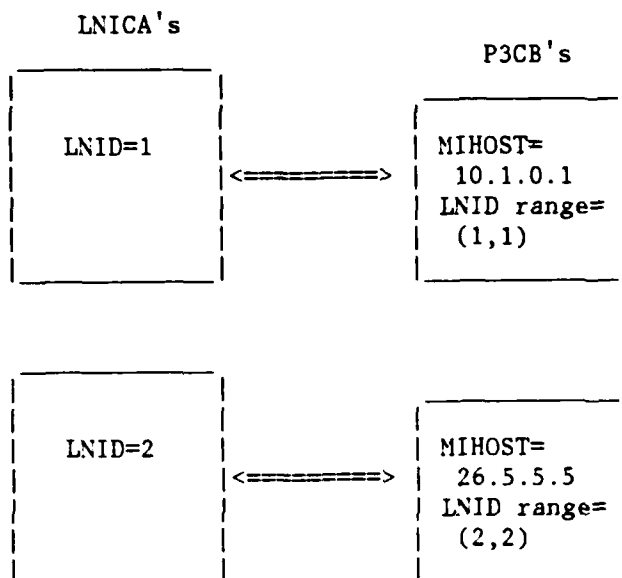 LNICA's
P3CB's
LNID=1
<======>
MIHOST=
10.1.0.1
LNID range=
(1,1)
LNID=2
<======>
MIHOST=
26.5.5.5
LNID range=
(2,2)